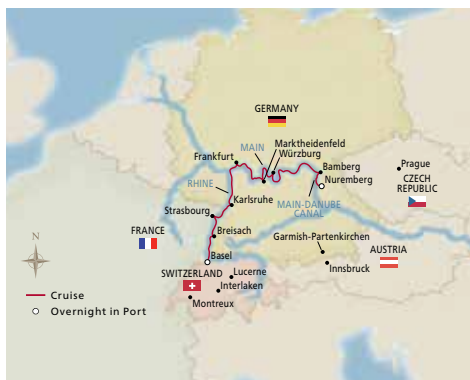 GERMANY
MAIN
Marktheidenfeld
Würzburg
Frankfurt
Bamberg
Nuremberg
Prague
CZECH
REPUBLIC
RHINE
Karlsruhe
MAIN-DANUBE
CANAL
Strasbourg
FRANCE
Breisach
Garmish-Partenkirchen
AUSTRIA
Innsbruck
N
Basel
SWITZERLAND
Lucerne
Interlaken
Montreux
Cruise
Overnight in Port